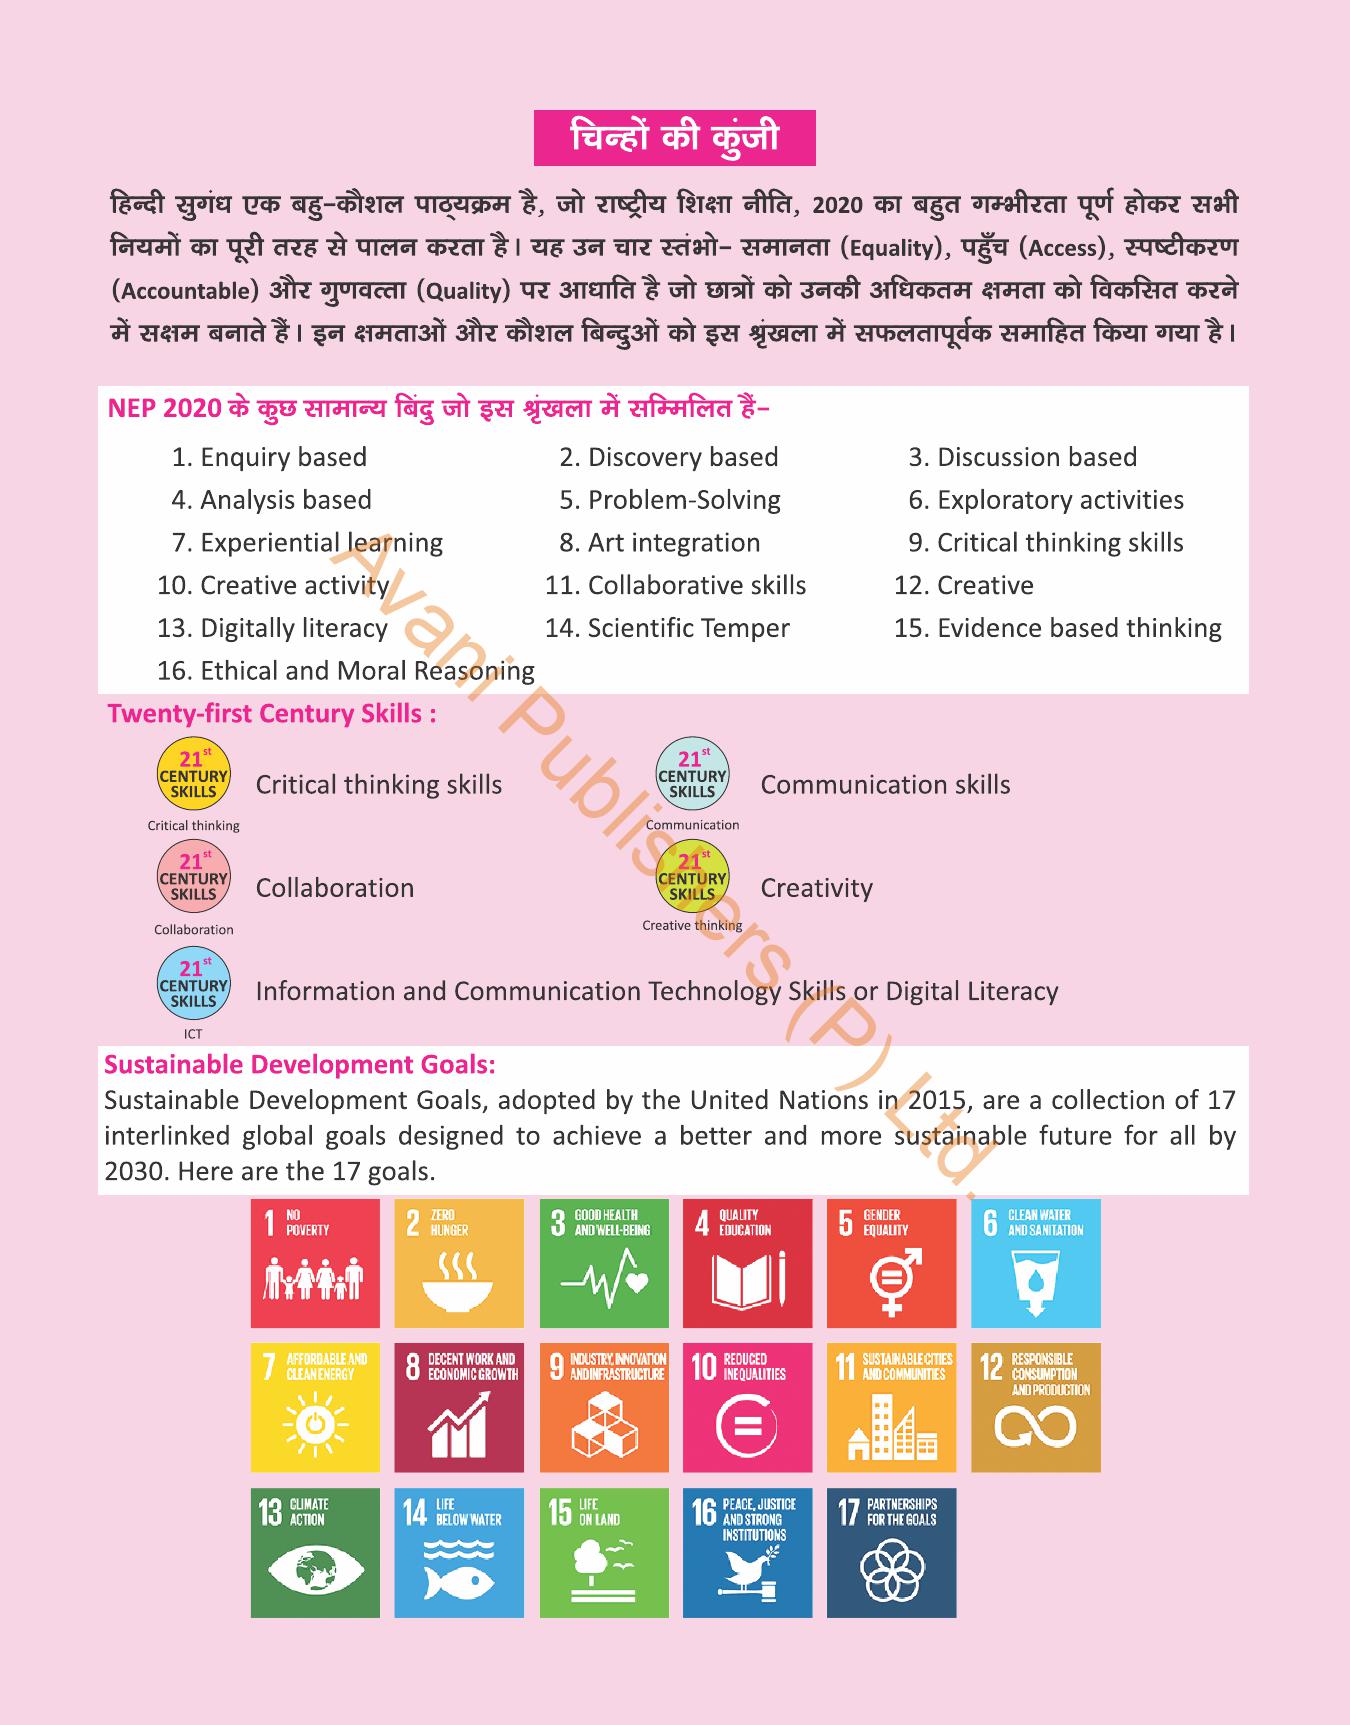 चिन्हों की कुंजी
हिन्दी सुगंध एक बहु–कौशल पाठ्यक्रम है, जो राष्ट्रीय शिक्षा नीति, 2020 का बहुत गम्भीरता पूर्ण होकर सभी
नियमों का पूरी तरह से पालन करता है। यह उन चार स्तंभो– समानता (Equality), पहुँच (Access), स्पष्टीकरण
(Accountable) और गुणवत्ता (Quality) पर आधाति है जो छात्रों को उनकी अधिकतम क्षमता को विकसित करने
में सक्षम बनाते हैं। इन क्षमताओं और कौशल बिन्दुओं को इस श्रृंखला में सफलतापूर्वक समाहित किया गया है।
NEP 2020 के कुछ सामान्य बिंदु जो इस श्रृंखला में सम्मिलित हैं–
1. Enquiry based 2. Discovery based 3. Discussion based
4. Analysis based 5. Problem-Solving 6. Exploratory activities
7. Experiential learning 8. Art integration 9. Critical thinking skills
10. Creative activity 11. Collaborative skills 12. Creative
13. Digitally literacy 14. Scientific Temper 15. Evidence based thinking
16. Ethical and Moral Reasoning
Twenty-first Century Skills :
21st
CENTURY
SKILLS
Critical thinking
Critical thinking skills
21st
CENTURY
SKILLS
Communication
Communication skills
21st
CENTURY
SKILLS
Collaboration
Collaboration
21st
CENTURY
SKILLS
Creative thinking
Creativity
21st
CENTURY
SKILLS
ICT
Information and Communication Technology Skills or Digital Literacy
Sustainable Development Goals:
Sustainable Development Goals, adopted by the United Nations in 2015, are a collection of 17
interlinked global goals designed to achieve a better and more sustainable future for all by
2030. Here are the 17 goals.
1 NO
POVERTY
2 ZERO
HUNGER
3 GOOD HEALTH
AND WELL-BEING
4 QUALITY
EDUCATION
5 GENDER
EQUALITY
6 CLEAN WATER
AND SANITATION
7 AFFORDABLE AND
CLEAN ENERGY
8 DECENT WORK AND
ECONOMIC GROWTH
9 INDUSTRY, INNOVATION
AND INFRASTRUCTURE
10 REDUCED
INEQUALITIES
11 SUSTAINABLE CITIES
AND COMMUNITIES
12 RESPONSIBLE
CONSUMPTION
AND PRODUCTION
13 CLIMATE
ACTION
14 LIFE
BELOW WATER
15 LIFE
ON LAND
16 PEACE, JUSTICE
AND STRONG
INSTITUTIONS
17 PARTNERSHIPS
FOR THE GOALS
Avani Publishers (P) Ltd.